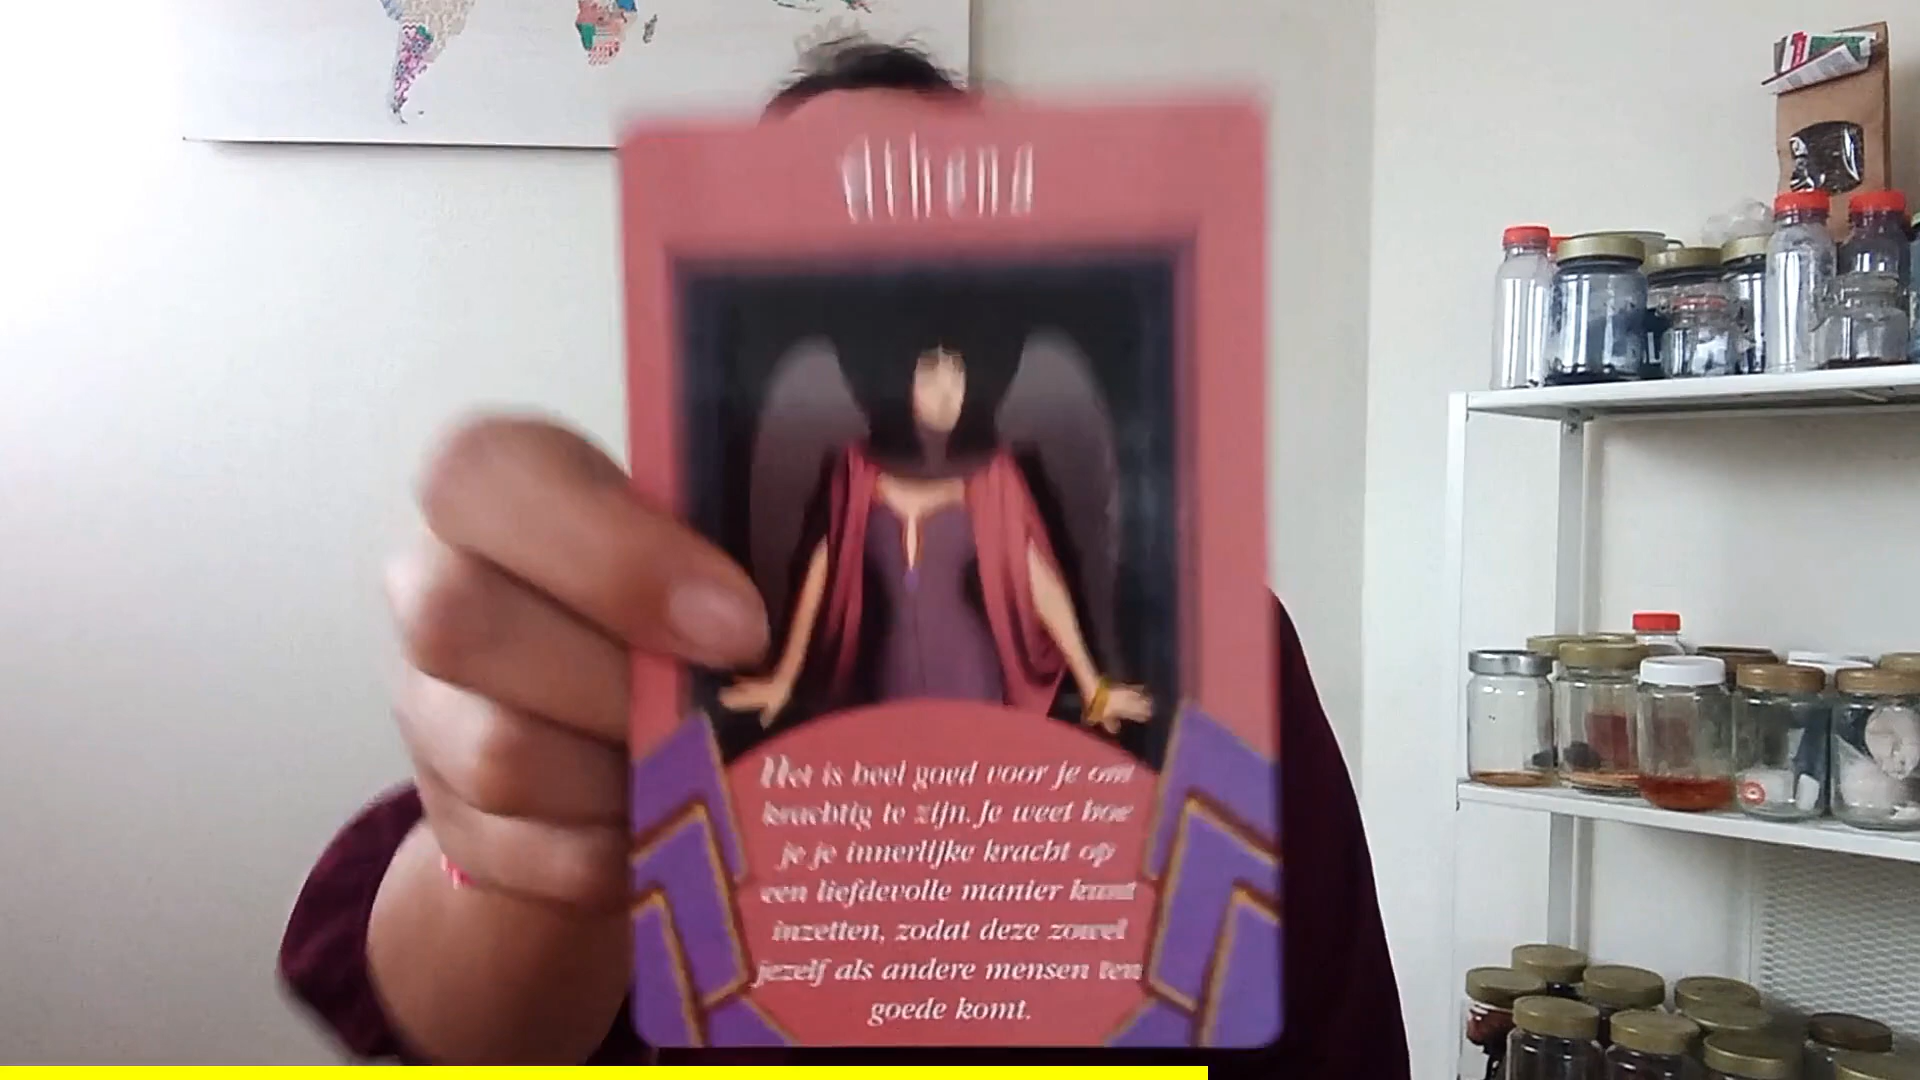 Athena
Het is heel goed voor je om
krachtig te zijn. Je weet hoe
je je innerlijke kracht op
een liefdevolle manier kunt
inzetten, zodat deze zowel
jezelf als andere mensen ten
goede komt.